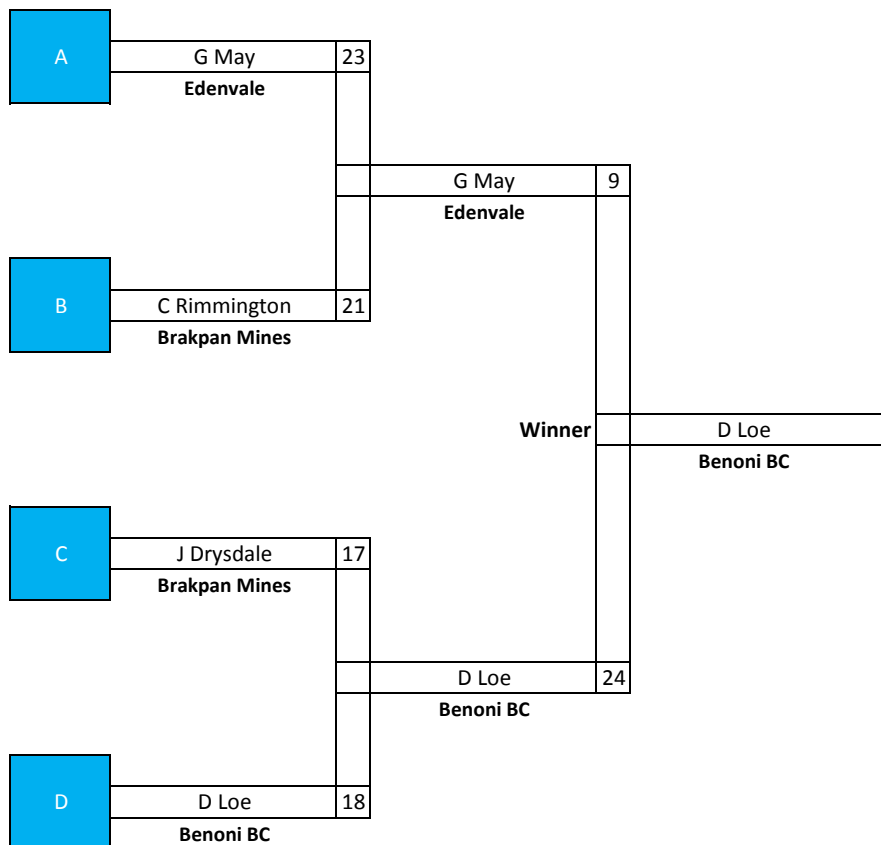 A
G May 23
Edenvale
G May 9
Edenvale
B
C Rimmington 21
Brakpan Mines
Winner D Loe
Benoni BC
C
J Drysdale 17
Brakpan Mines
D Loe 24
Benoni BC
D
D Loe 18
Benoni BC